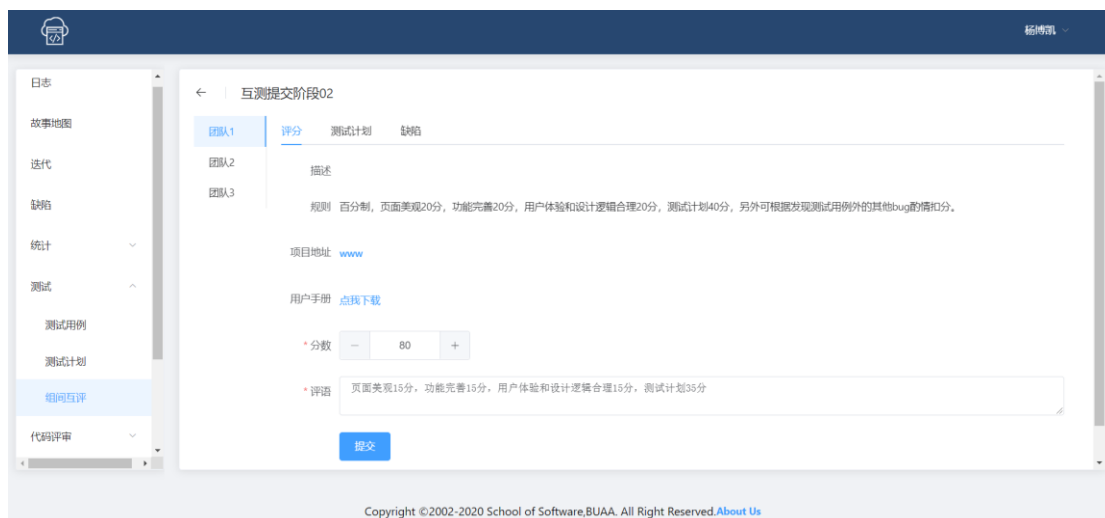 杨博凯
日志
故事地图
迭代
缺陷
统计
测试
测试用例
测试计划
组间互评
代码评审
互测提交阶段02
团队1
团队2
团队3
评分 测试计划 缺陷
描述
规则 百分制，页面美观20分，功能完善20分，用户体验和设计逻辑合理20分，测试计划40分，另外可根据发现测试用例外的其他bug酌情扣分。
项目地址 www
用户手册 点我下载
* 分数 － 80 +
* 评语 页面美观15分，功能完善15分，用户体验和设计逻辑合理15分，测试计划35分
提交
Copyright ©2002-2020 School of Software,BUAA. All Right Reserved.About Us